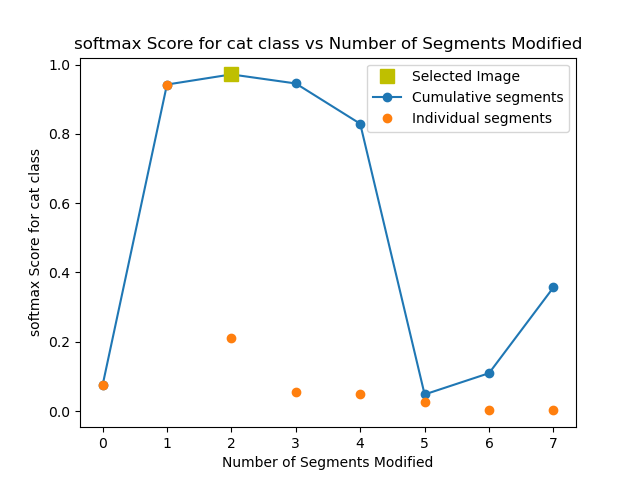 softmax Score for cat class vs Number of Segments Modified
Selected Image
Cumulative segments
Individual segments
softmax Score for cat class
1.0
0.8
0.6
0.4
0.2
0.0
0 1 2 3 4 5 6 7
Number of Segments Modified